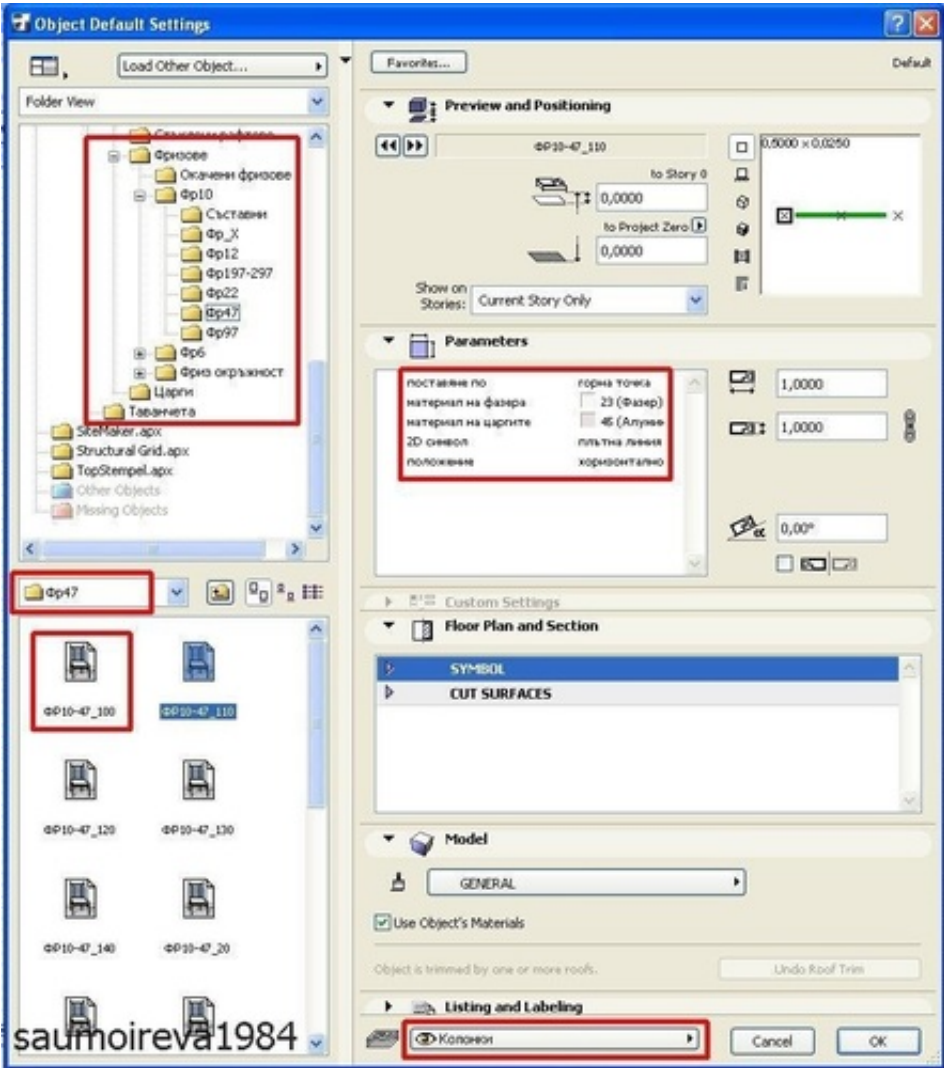 Object Default Settings
Load Other Object...
Folder View
Фризове
Окачени фризове
Фр10
Съставни
Фр_X
Фр12
Фр197-297
Фр22
Фр47
Фр97
Фр6
Фриз окръжност
Царги
Таванчета
SiteMaker.apx
Structural Grid.apx
TopStempel.apx
Other Objects
Missing Objects
Фр47
ФР10-47_100
ФР10-47_110
ФР10-47_120
ФР10-47_130
ФР10-47_140
ФР10-47_20
saumoireva1984
Favorites...
Default
Preview and Positioning
ФР10-47_110
0,5000 x 0,0250
to Story 0
0,0000
to Project Zero
0,0000
Show on
Stories: Current Story Only
Parameters
поставяне по горна точка
материал на фазера 23 (Фазер)
материал на царгите 46 (Алумин
2D символ плътна линия
положение хоризонтално
1,0000
1,0000
0,00°
Custom Settings
Floor Plan and Section
SYMBOL
CUT SURFACES
Model
GENERAL
Use Object's Materials
Object is trimmed by one or more roofs.
Undo Roof Trim
Listing and Labeling
Cancel
OK